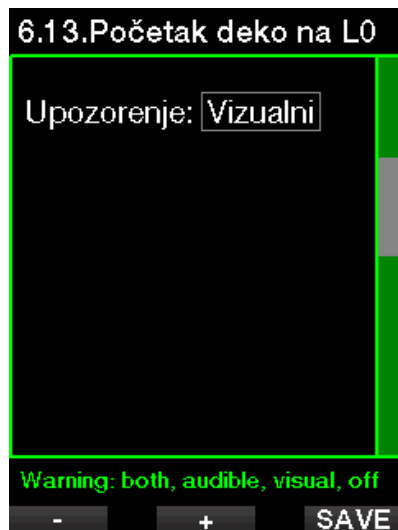 6.13.Početak deko na L0
Upozorenje: Vizualni
Warning: both, audible, visual, off
- + SAVE